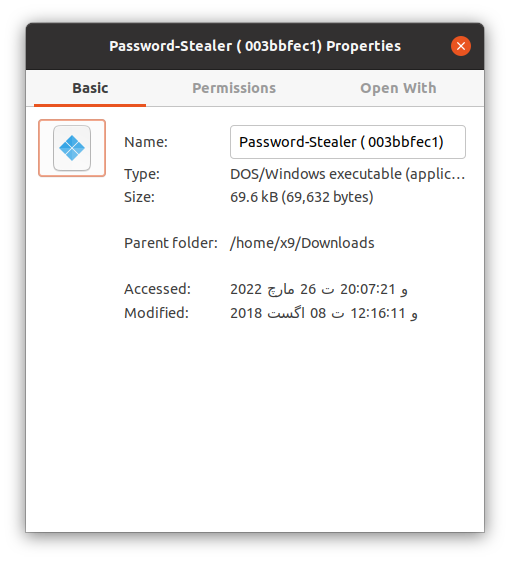 Password-Stealer ( 003bbfec1) Properties
Basic Permissions Open With
Name: Password-Stealer ( 003bbfec1)
Type: DOS/Windows executable (applic…
Size: 69.6 kB (69,632 bytes)
Parent folder: /home/x9/Downloads
Accessed: و 20:07:21 ت 26 مارچ 2022
Modified: و 12:16:11 ت 08 اگست 2018